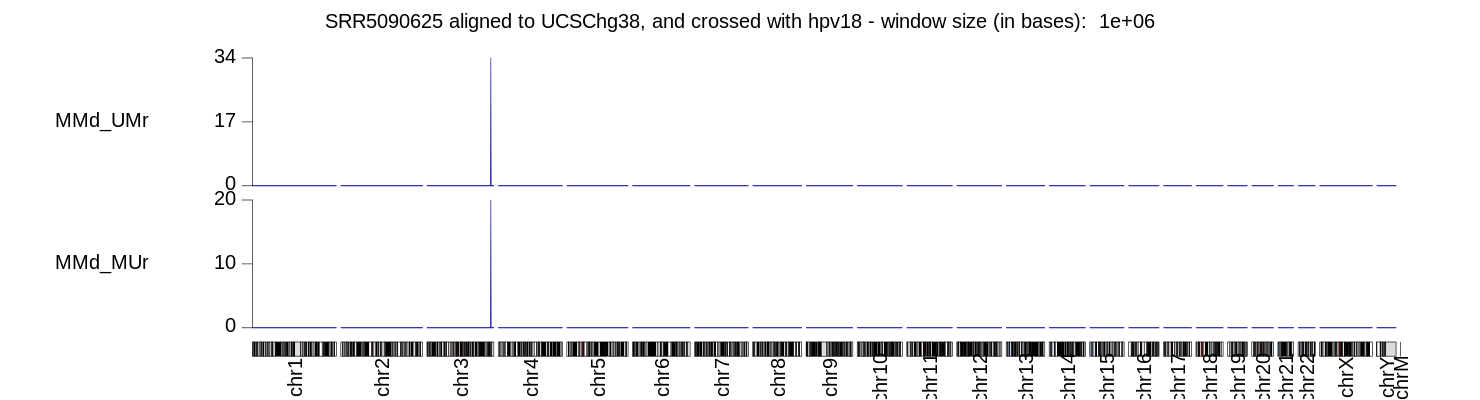 SRR5090625 aligned to UCSChg38, and crossed with hpv18 - window size (in bases):  1e+06
34
MMd_UMr
17
0
20
MMd_MUr
10
0
chr1 chr2 chr3 chr4 chr5 chr6 chr7 chr8 chr9 chr10 chr11 chr12 chr13 chr14 chr15 chr16 chr17 chr18 chr19 chr20 chr21 chr22 chrX chrY chrM